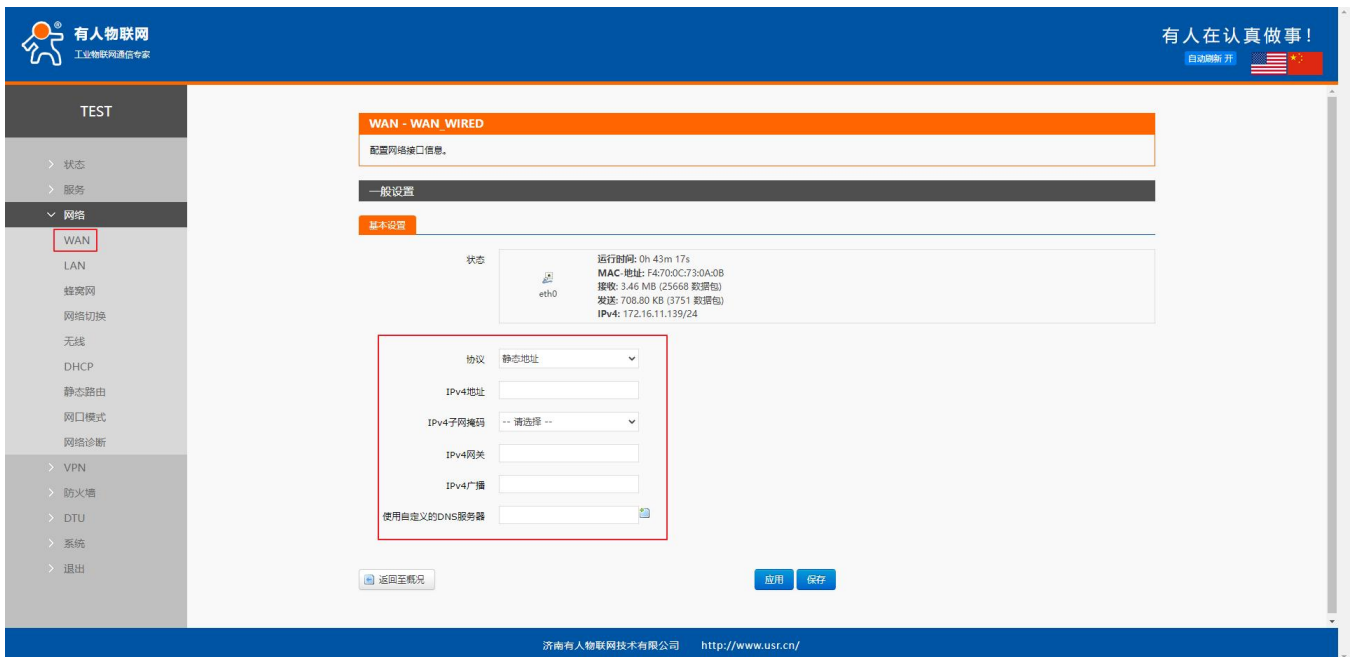 有人物联网
®
工业物联网通信专家
有人在认真做事！
自动刷新 开
TEST
状态
服务
网络
WAN
LAN
蜂窝网
网络切换
无线
DHCP
静态路由
网口模式
网络诊断
VPN
防火墙
DTU
系统
退出
WAN - WAN_WIRED
配置网络接口信息。
一般设置
基本设置
状态
eth0
运行时间: 0h 43m 17s
MAC-地址: F4:70:0C:73:0A:0B
接收: 3.46 MB (25668 数据包)
发送: 708.80 KB (3751 数据包)
IPv4: 172.16.11.139/24
协议 静态地址
IPv4地址
IPv4子网掩码 -- 请选择 --
IPv4网关
IPv4广播
使用自定义的DNS服务器
返回至概况 应用 保存
济南有人物联网技术有限公司 http://www.usr.cn/